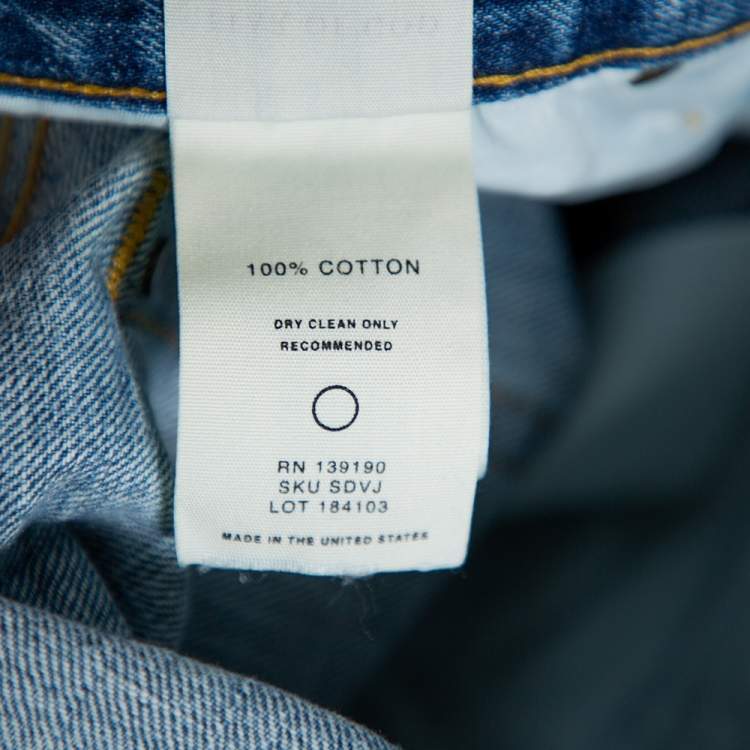 100% COTTON
DRY CLEAN ONLY
RECOMMENDED
RN 139190
SKU SDVJ
LOT 184103
MADE IN THE UNITED STATES